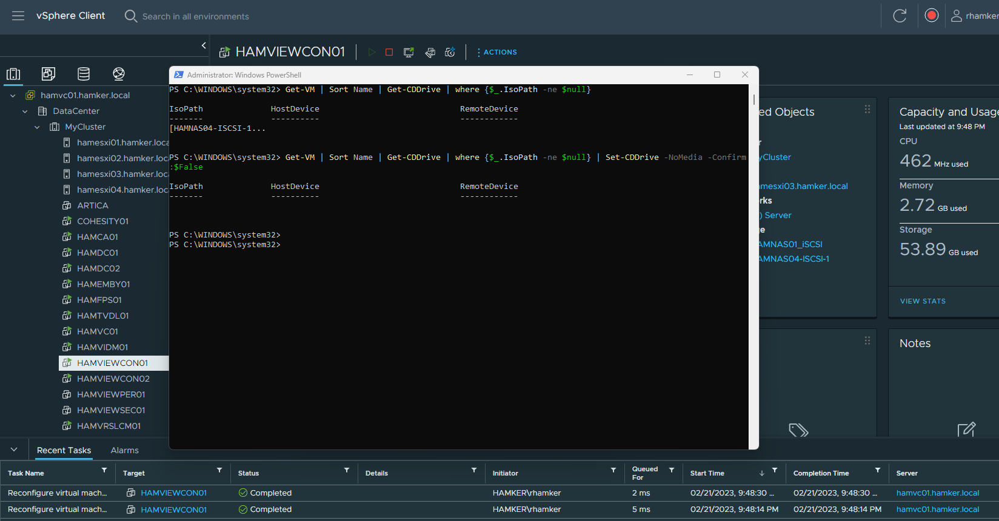 vSphere Client
Search in all environments
rhamker
HAMVIEWCON01
ACTIONS
hamvc01.hamker.local
DataCenter
MyCluster
hamesxi01.hamker.loca
hamesxi02.hamker.loc
hamesxi03.hamker.loc
hamesxi04.hamker.loc
ARTICA
COHESITY01
HAMCA01
HAMDC01
HAMDC02
HAMEMBY01
HAMFPS01
HAMTVDL01
HAMVC01
HAMVIDM01
HAMVIEWCON01
HAMVIEWCON02
HAMVIEWPER01
HAMVIEWSEC01
HAMVRSLCM01
Administrator: Windows PowerShell
PS C:\WINDOWS\system32> Get-VM | Sort Name | Get-CDDrive | where {$_.IsoPath -ne $null}
IsoPath HostDevice RemoteDevice
------- ---------- ------------
[HAMNAS04-ISCSI-1...
PS C:\WINDOWS\system32> Get-VM | Sort Name | Get-CDDrive | where {$_.IsoPath -ne $null} | Set-CDDrive -NoMedia -Confirm
:$False
IsoPath HostDevice RemoteDevice
------- ---------- ------------
PS C:\WINDOWS\system32>
PS C:\WINDOWS\system32>
ed Objects
r
yCluster
amesxi03.hamker.local
rks
) Server
e
AMNAS01_iSCSI
AMNAS04-ISCSI-1
Capacity and Usage
Last updated at 9:48 PM
CPU
462 MHz used
Memory
2.72 GB used
Storage
53.89 GB used
VIEW STATS
Notes
Recent Tasks Alarms
Task Name Target Status Details Initiator Queued For Start Time Completion Time Server
Reconfigure virtual mach... HAMVIEWCON01 Completed HAMKER\rhamker 2 ms 02/21/2023, 9:48:30 ... 02/21/2023, 9:48:30 ... hamvc01.hamker.local
Reconfigure virtual mach... HAMVIEWCON01 Completed HAMKER\rhamker 5 ms 02/21/2023, 9:48:14 PM 02/21/2023, 9:48:14 PM hamvc01.hamker.local